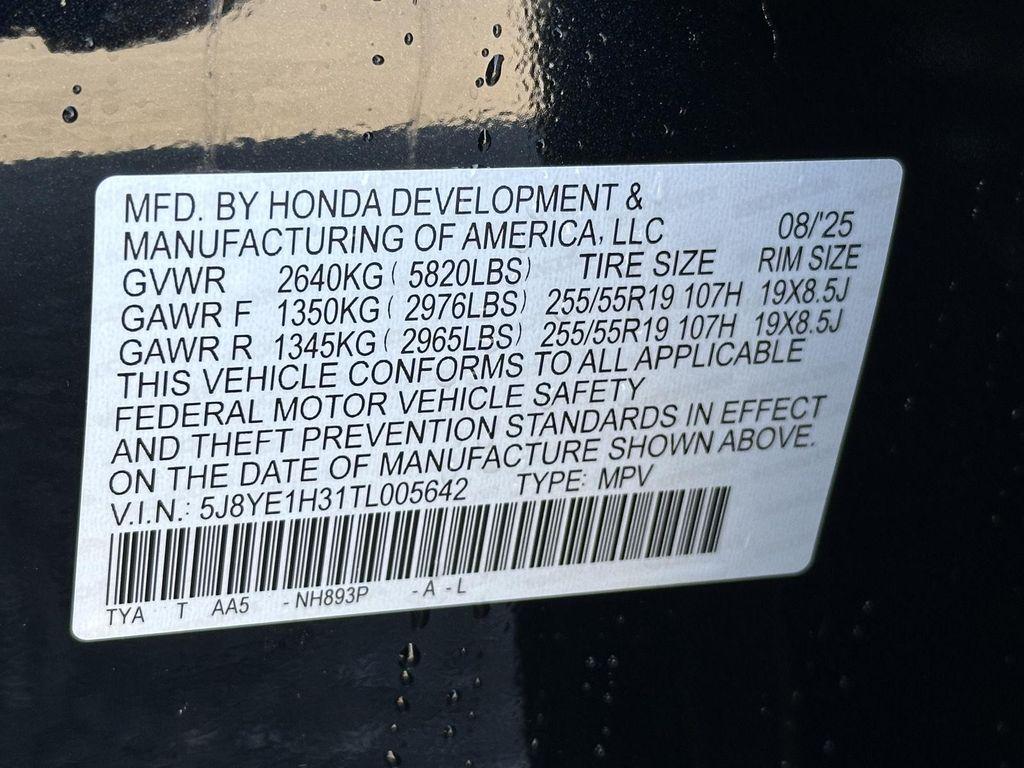 MFD. BY HONDA DEVELOPMENT &
MANUFACTURING OF AMERICA, LLC 08/'25
GVWR 2640KG ( 5820LBS) TIRE SIZE RIM SIZE
GAWR F 1350KG ( 2976LBS) 255/55R19 107H 19X8.5J
GAWR R 1345KG ( 2965LBS) 255/55R19 107H 19X8.5J
THIS VEHICLE CONFORMS TO ALL APPLICABLE
FEDERAL MOTOR VEHICLE SAFETY
AND THEFT PREVENTION STANDARDS IN EFFECT
ON THE DATE OF MANUFACTURE SHOWN ABOVE.
V.I.N.: 5J8YE1H31TL005642 TYPE: MPV
TYA T AA5 - NH893P - A - L